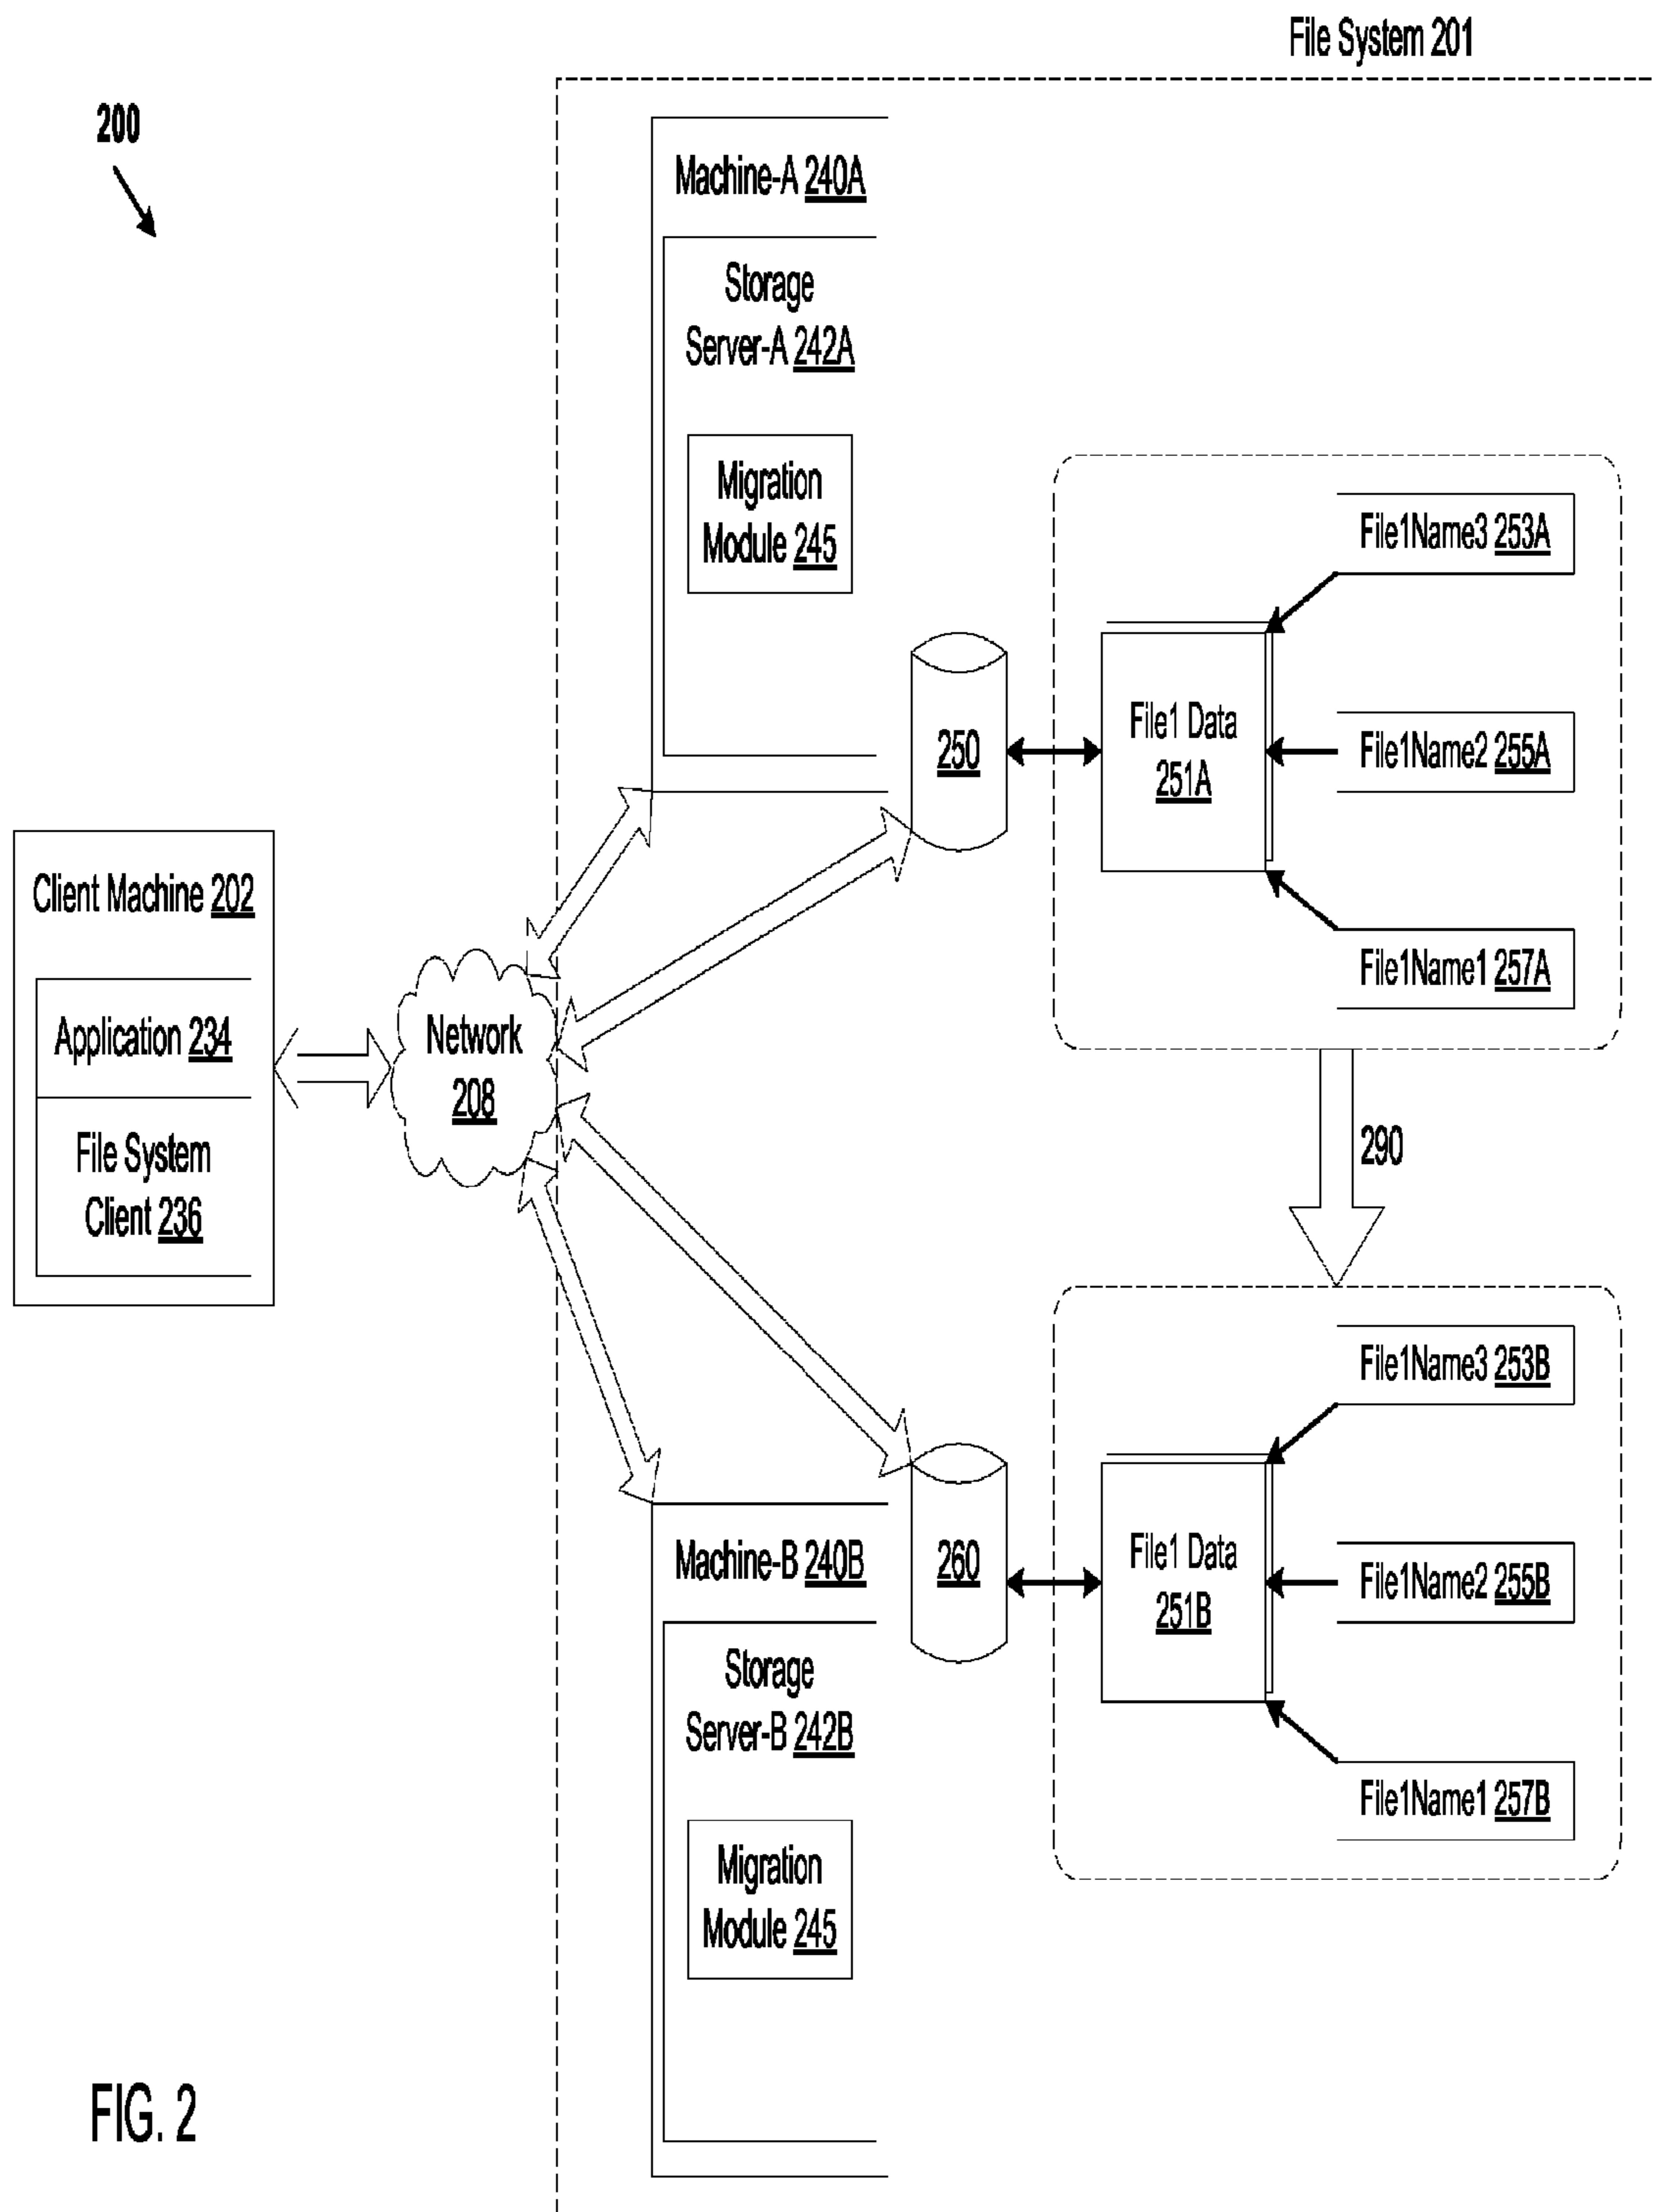 File System 201
200
Machine-A 240A
Storage
Server-A 242A
Migration
Module 245
File1Name3 253A
250
File1 Data
251A
File1Name2 255A
File1Name1 257A
Client Machine 202
Application 234
File System
Client 236
Network
208
290
File1Name3 253B
Machine-B 240B
260
File1 Data
251B
File1Name2 255B
Storage
Server-B 242B
File1Name1 257B
Migration
Module 245
FIG. 2